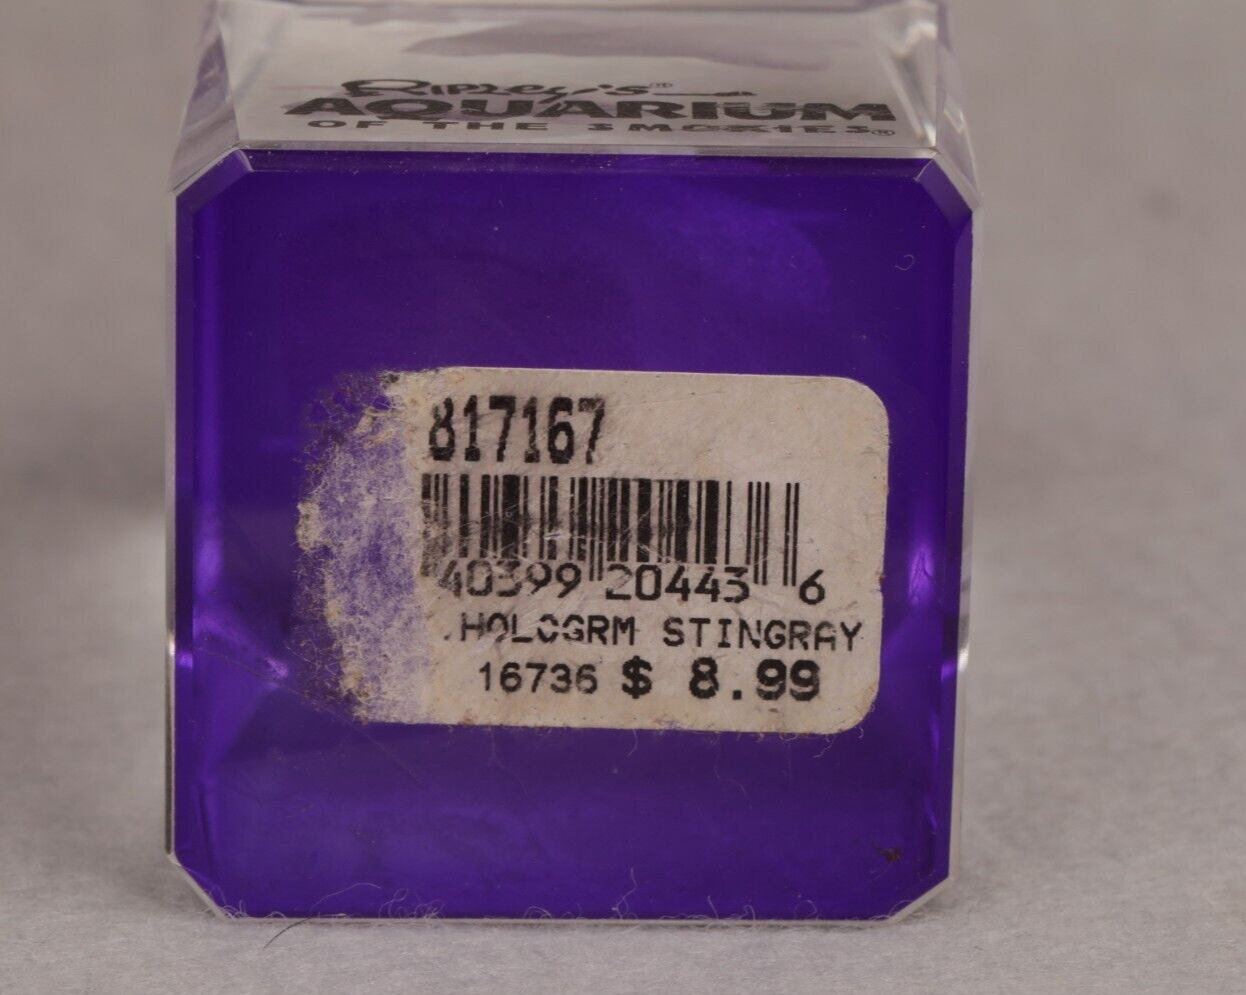 Ripley's®
AQUARIUM
OF THE SMOKIES®
817167
40399 20443 6
HOLOGRM STINGRAY
16736 $ 8.99